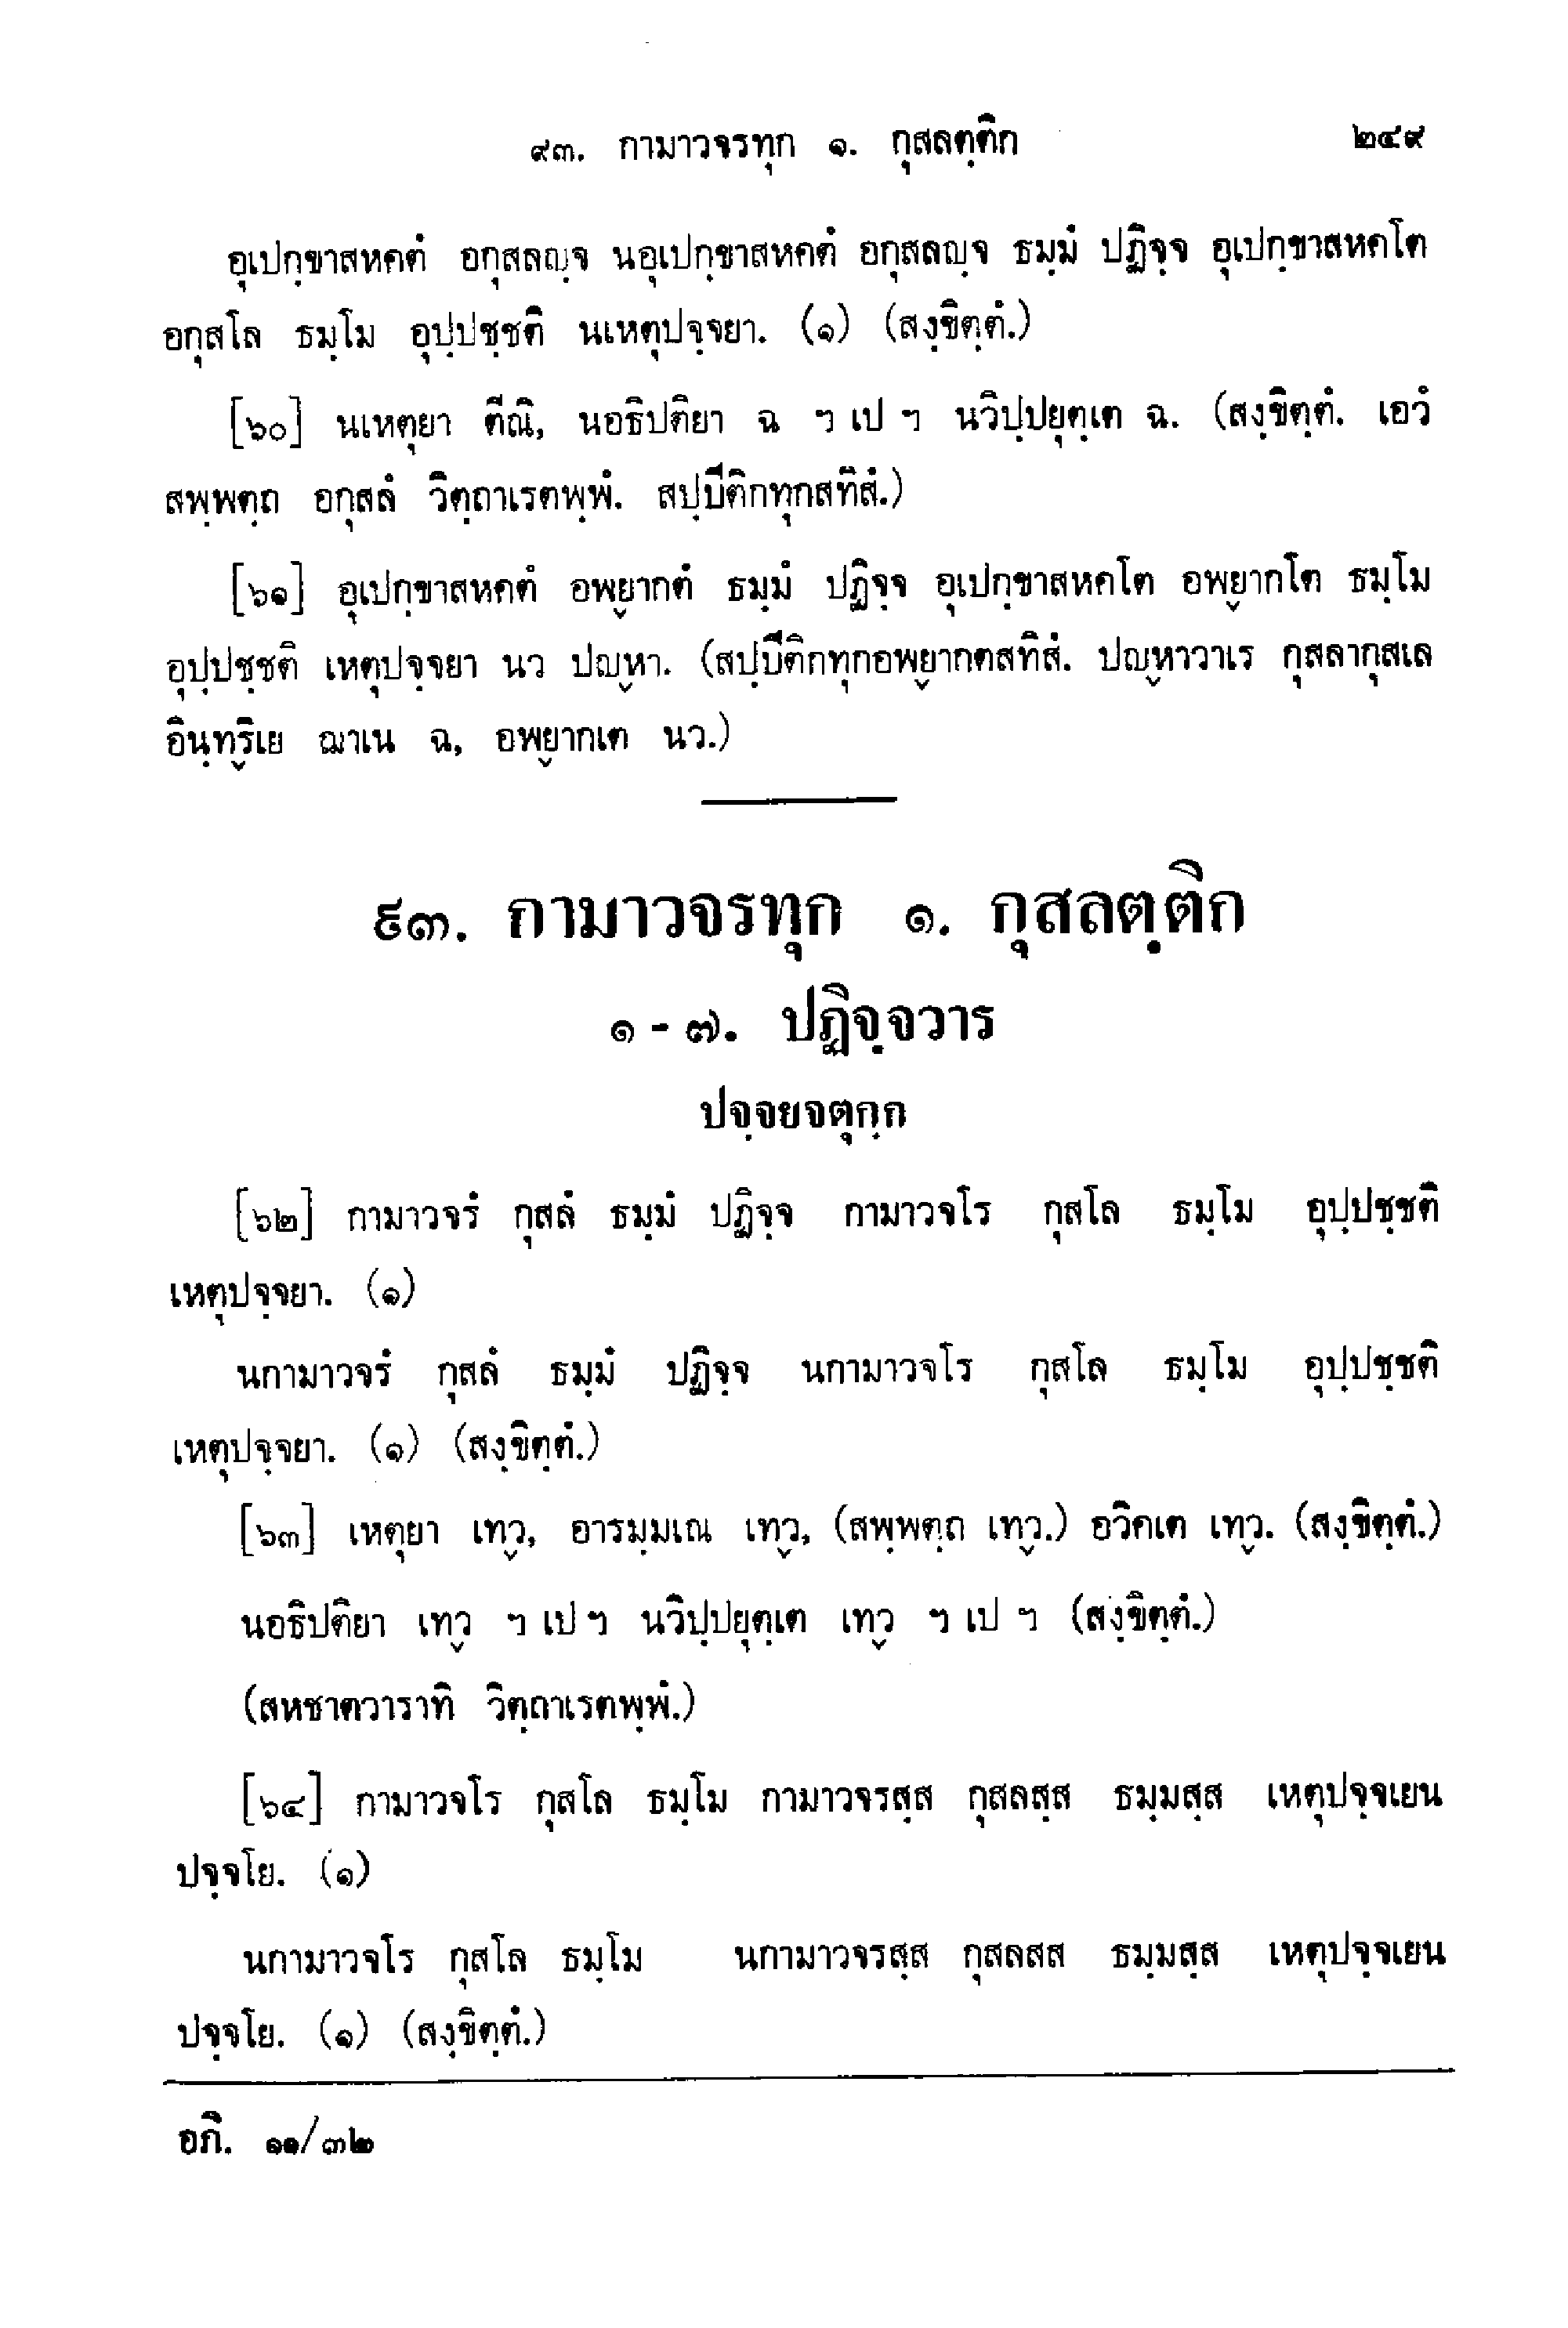 ๙๓. กามาวจรทุก ๑. กุสลตฺติก ๒๔๙
อุเปกฺขาสหคตํ อกุสลญฺจ นอุเปกฺขาสหคตํ อกุสลญฺจ ธมฺมํ ปฏิจฺจ อุเปกฺขาสหคโต
อกุสโล ธมฺโม อุปฺปชฺชติ นเหตุปจฺจยา. (๑) (สงฺขิตฺตํ.)
[๖๐] นเหตุยา ตีณิ, นอธิปติยา ฉ ฯ เป ฯ นวิปฺปยุตฺเต ฉ. (สงฺขิตฺตํ. เอวํ
สพฺพตฺถ อกุสลํ วิตฺถาเรตพฺพํ. สปฺปีติกทุกสทิสํ.)
[๖๑] อุเปกฺขาสหคตํ อพฺยากตํ ธมฺมํ ปฏิจฺจ อุเปกฺขาสหคโต อพฺยากโต ธมฺโม
อุปฺปชฺชติ เหตุปจฺจยา นว ปญฺหา. (สปฺปีติกทุกอพฺยากตสทิสํ. ปญฺหาวาเร กุสลากุสเล
อินฺทฺริเย ฌาเน ฉ, อพฺยากเต นว.)
๙๓. กามาวจรทุก ๑. กุสลตฺติก
๑ - ๗. ปฏิจฺจวาร
ปจฺจยจตุกฺก
[๖๒] กามาวจรํ กุสลํ ธมฺมํ ปฏิจฺจ กามาวจโร กุสโล ธมฺโม อุปฺปชฺชติ
เหตุปจฺจยา. (๑)
นกามาวจรํ กุสลํ ธมฺมํ ปฏิจฺจ นกามาวจโร กุสโล ธมฺโม อุปฺปชฺชติ
เหตุปจฺจยา. (๑) (สงฺขิตฺตํ.)
[๖๓] เหตุยา เทฺว, อารมฺมเณ เทฺว, (สพฺพตฺถ เทฺว.) อวิคเต เทฺว. (สงฺขิตฺตํ.)
นอธิปติยา เทฺว ฯ เป ฯ นวิปฺปยุตฺเต เทฺว ฯ เป ฯ (สงฺขิตฺตํ.)
(สหชาตวาราทิ วิตฺถาเรตพฺพํ.)
[๖๔] กามาวจโร กุสโล ธมฺโม กามาวจรสฺส กุสลสฺส ธมฺมสฺส เหตุปจฺจเยน
ปจฺจโย. (๑)
นกามาวจโร กุสโล ธมฺโม นกามาวจรสฺส กุสลสส ธมฺมสฺส เหตุปจฺจเยน
ปจฺจโย. (๑) (สงฺขิตฺตํ.)
อภิ. ๑๑/๓๒